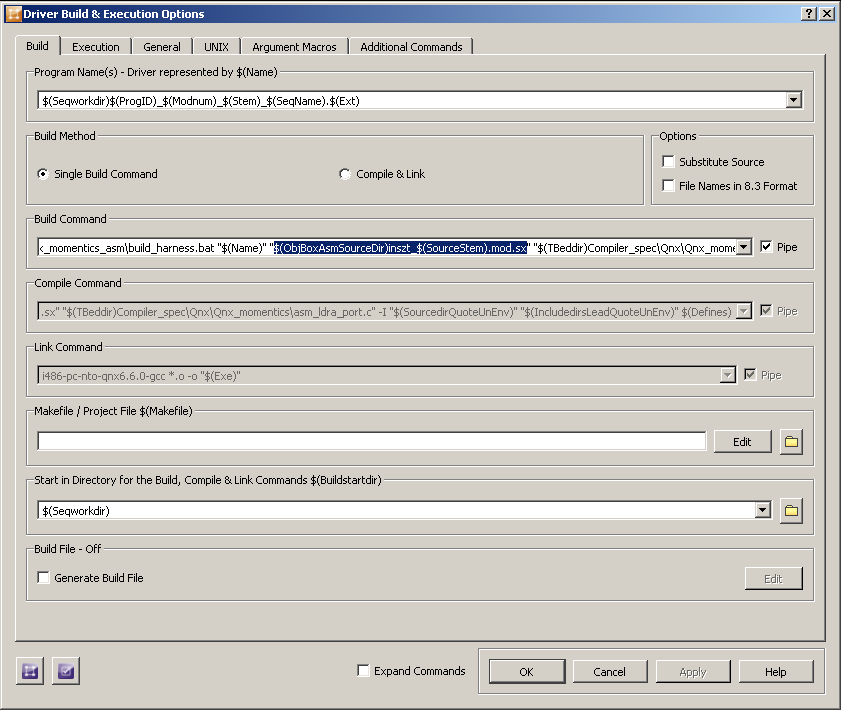 Driver Build & Execution Options
Build Execution General UNIX Argument Macros Additional Commands
Program Name(s) - Driver represented by $(Name)
$(Seqworkdir)$(ProgID)_$(Modnum)_$(Stem)_$(SeqName).$(Ext)
Build Method
Single Build Command
Compile & Link
Options
Substitute Source
File Names in 8.3 Format
Build Command
x_momentics_asm\build_harness.bat "$(Name)" "$(ObjBoxAsmSourceDir)inszt_$(SourceStem).mod.sx" "$(TBeddir)Compiler_spec\Qnx\Qnx_mome
Pipe
Compile Command
.sx" "$(TBeddir)Compiler_spec\Qnx\Qnx_momentics\asm_ldra_port.c" -I "$(SourcedirQuoteUnEnv)" "$(IncludedirsLeadQuoteUnEnv)" $(Defines)
Pipe
Link Command
i486-pc-nto-qnx6.6.0-gcc *.o -o "$(Exe)"
Pipe
Makefile / Project File $(Makefile)
Edit
Start in Directory for the Build, Compile & Link Commands $(Buildstartdir)
$(Seqworkdir)
Build File - Off
Generate Build File
Edit
Expand Commands
OK
Cancel
Apply
Help